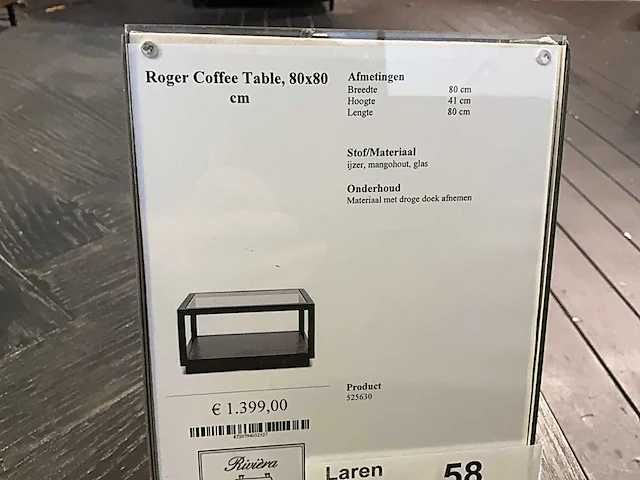 Roger Coffee Table, 80x80
cm
Afmetingen
Breedte 80 cm
Hoogte 41 cm
Lengte 80 cm
Stof/Materiaal
ijzer, mangohout, glas
Onderhoud
Materiaal met droge doek afnemen
Product
525630
€ 1.399,00
Rivièra
Laren 58